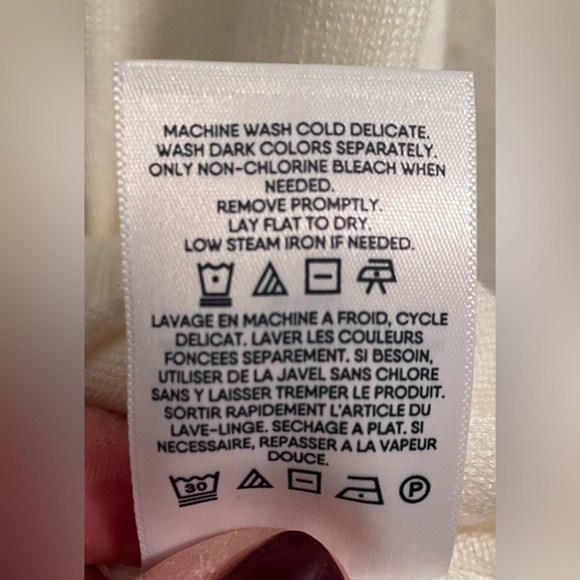 MACHINE WASH COLD DELICATE.
WASH DARK COLORS SEPARATELY.
ONLY NON-CHLORINE BLEACH WHEN
NEEDED.
REMOVE PROMPTLY.
LAY FLAT TO DRY.
LOW STEAM IRON IF NEEDED.
LAVAGE EN MACHINE A FROID, CYCLE
DELICAT. LAVER LES COULEURS
FONCEES SEPAREMENT. SI BESOIN,
UTILISER DE LA JAVEL SANS CHLORE
SANS Y LAISSER TREMPER LE PRODUIT.
SORTIR RAPIDEMENT L'ARTICLE DU
LAVE-LINGE. SECHAGE A PLAT. SI
NECESSAIRE, REPASSER A LA VAPEUR
DOUCE.
30 P